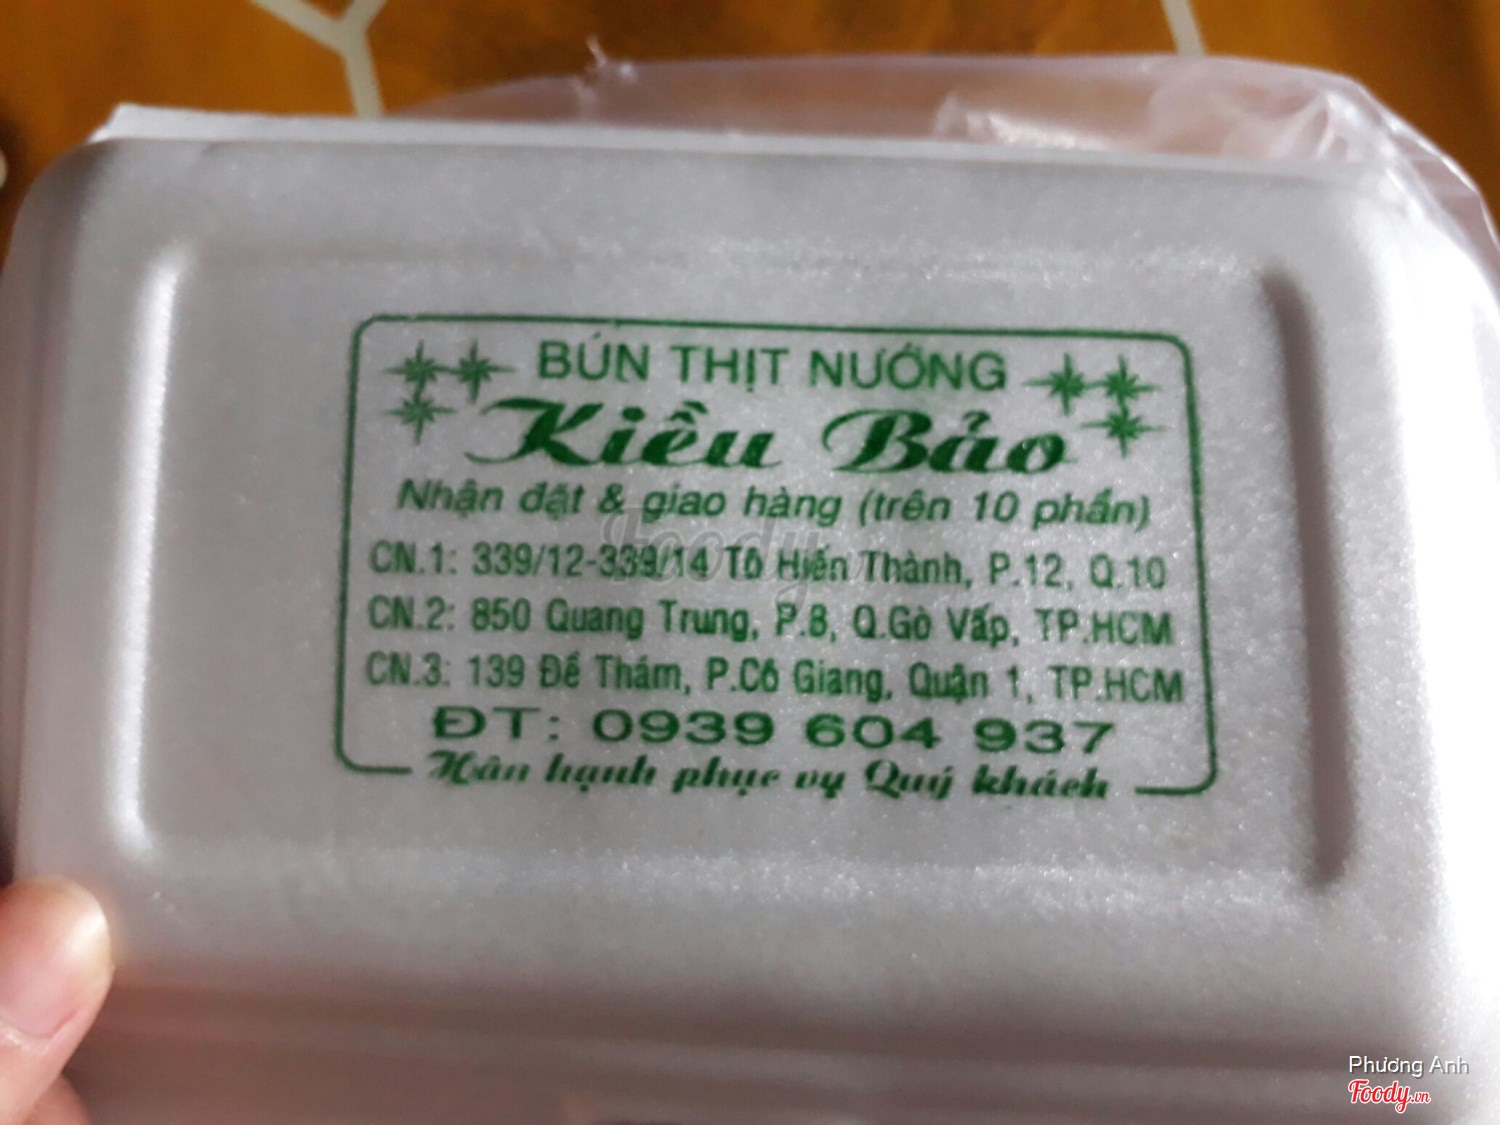 BÚN THỊT NƯỚNG
Kiều Bảo
Nhận đặt & giao hàng (trên 10 phần)
CN.1: 339/12-339/14 Tô Hiến Thành, P.12, Q.10
CN.2: 850 Quang Trung, P.8, Q.Gò Vấp, TP.HCM
CN.3: 139 Đề Thám, P.Cô Giang, Quận 1, TP.HCM
ĐT: 0939 604 937
Hân hạnh phục vụ Quý khách
Foody.vn
Phương Anh
Foody.vn